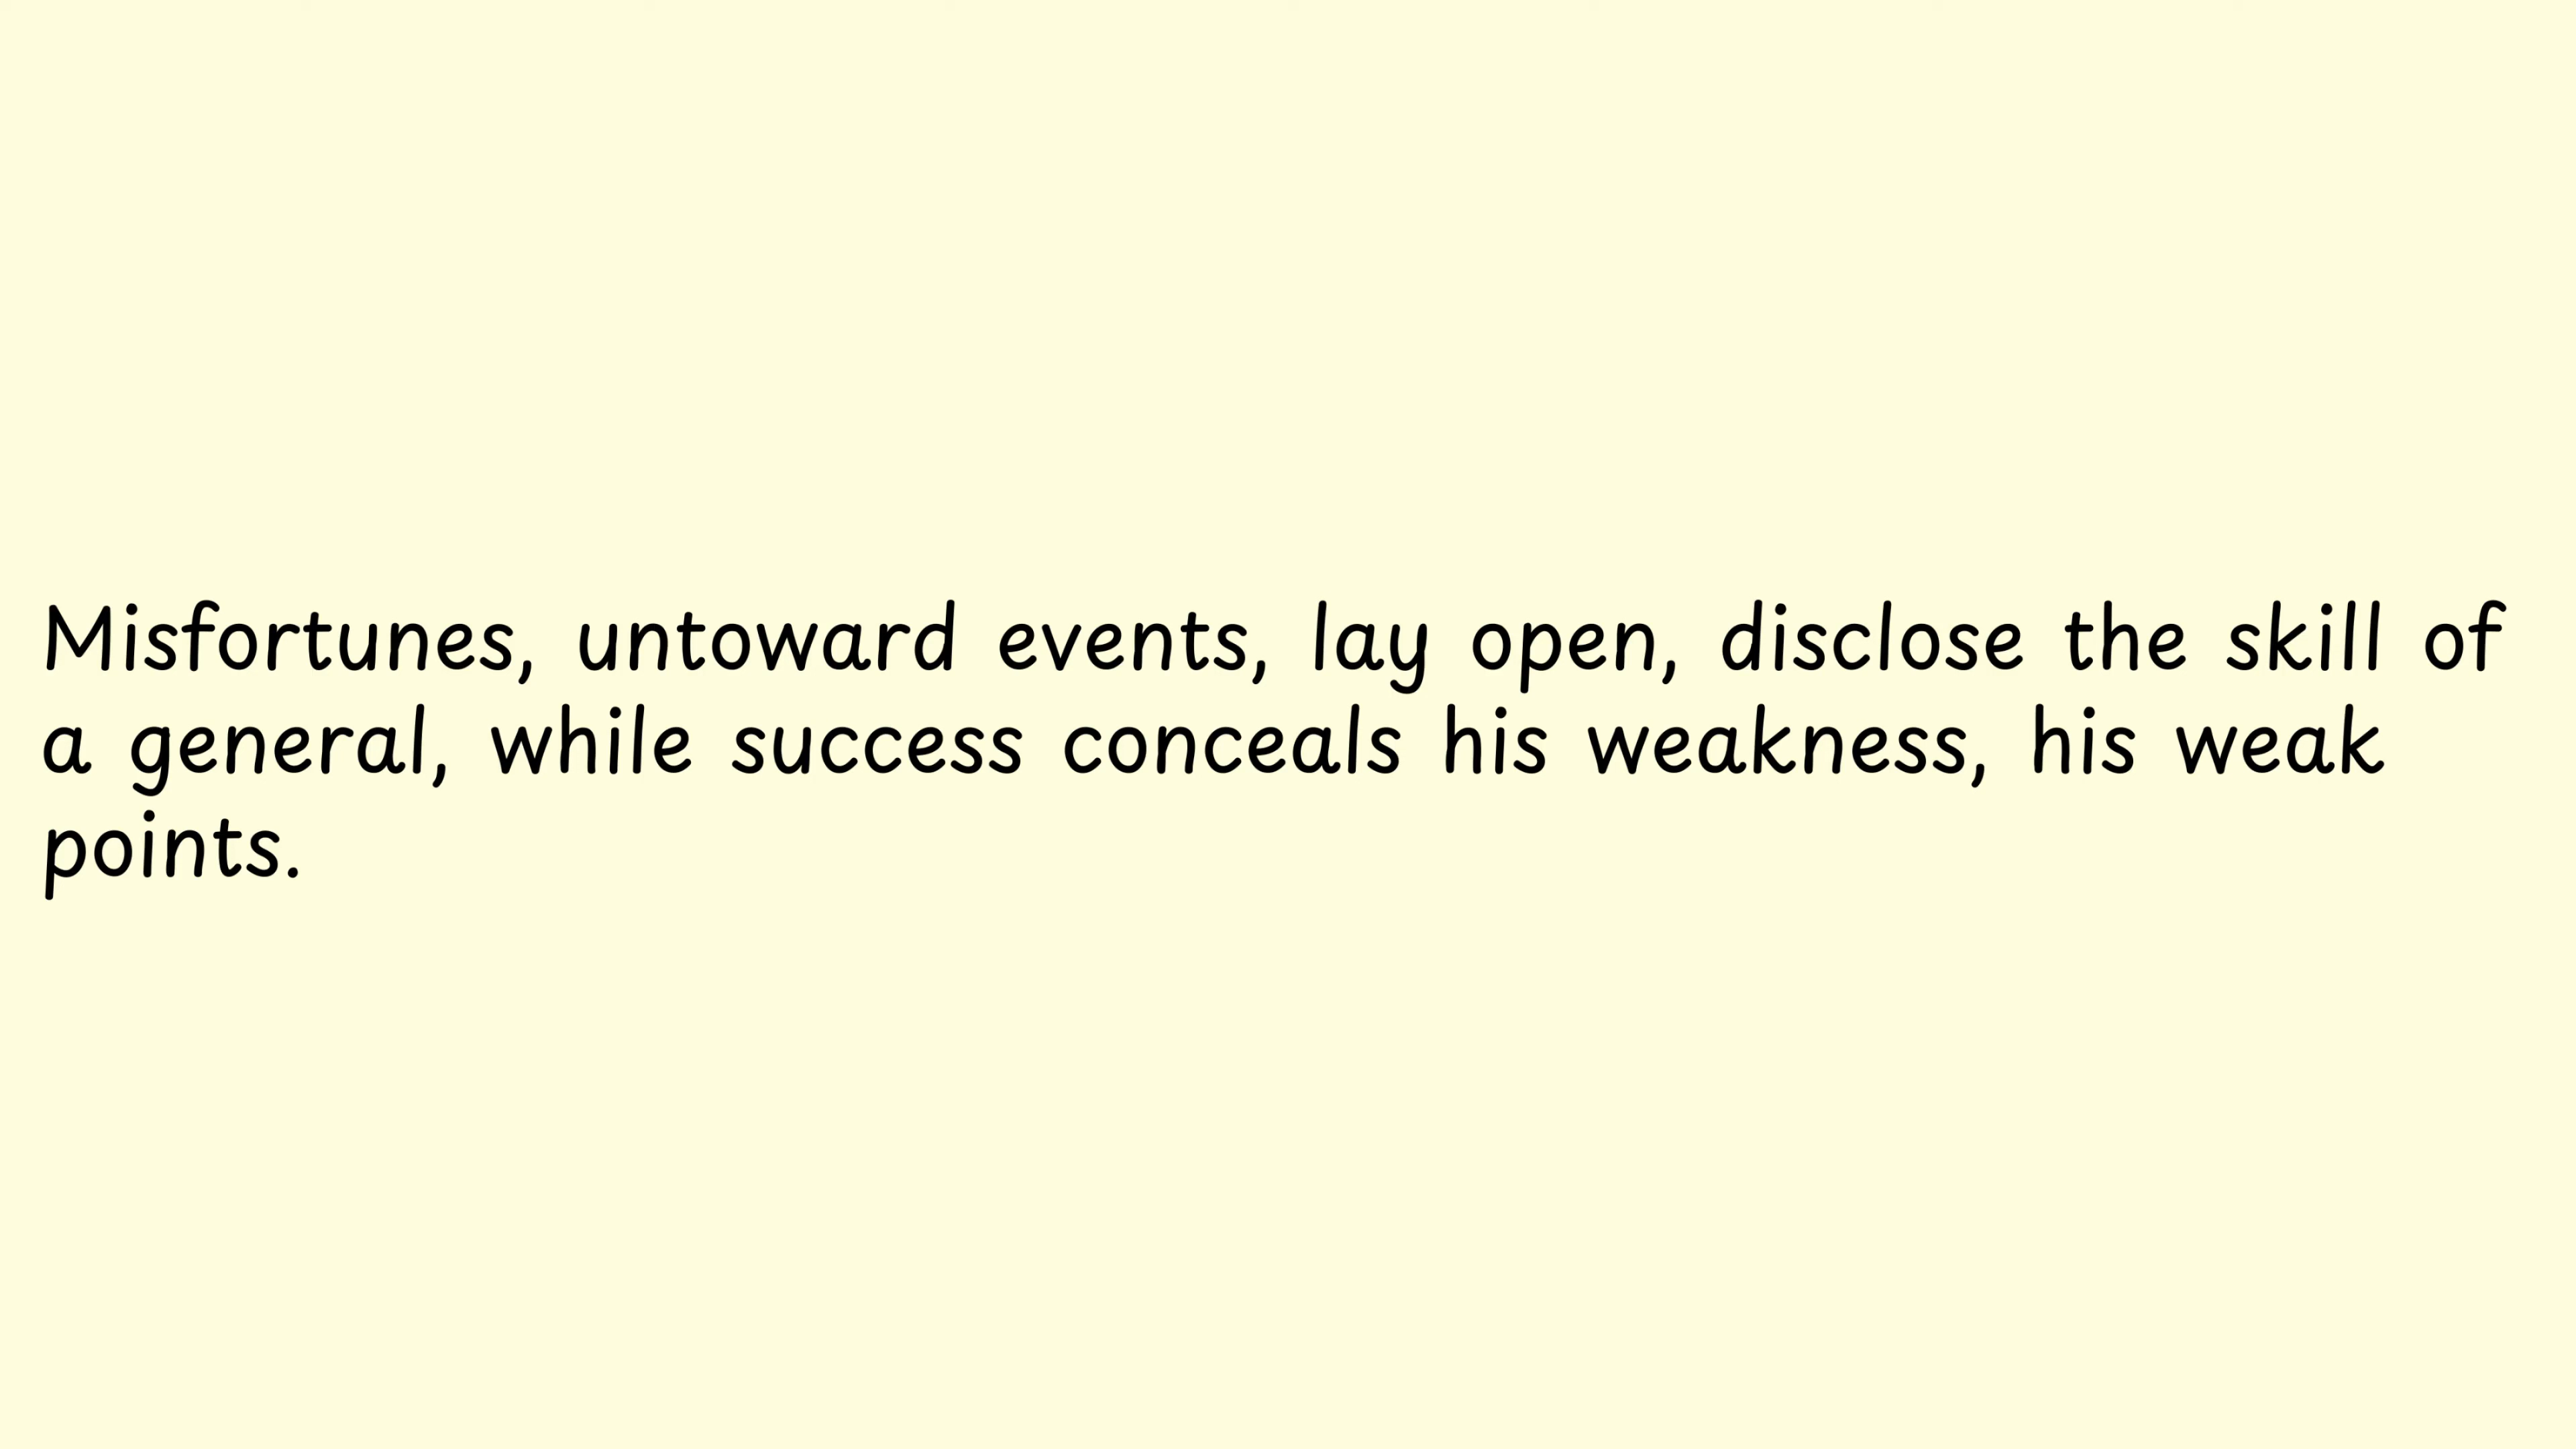 Misfortunes, untoward events, lay open, disclose the skill of
a general, while success conceals his weakness, his weak
points.